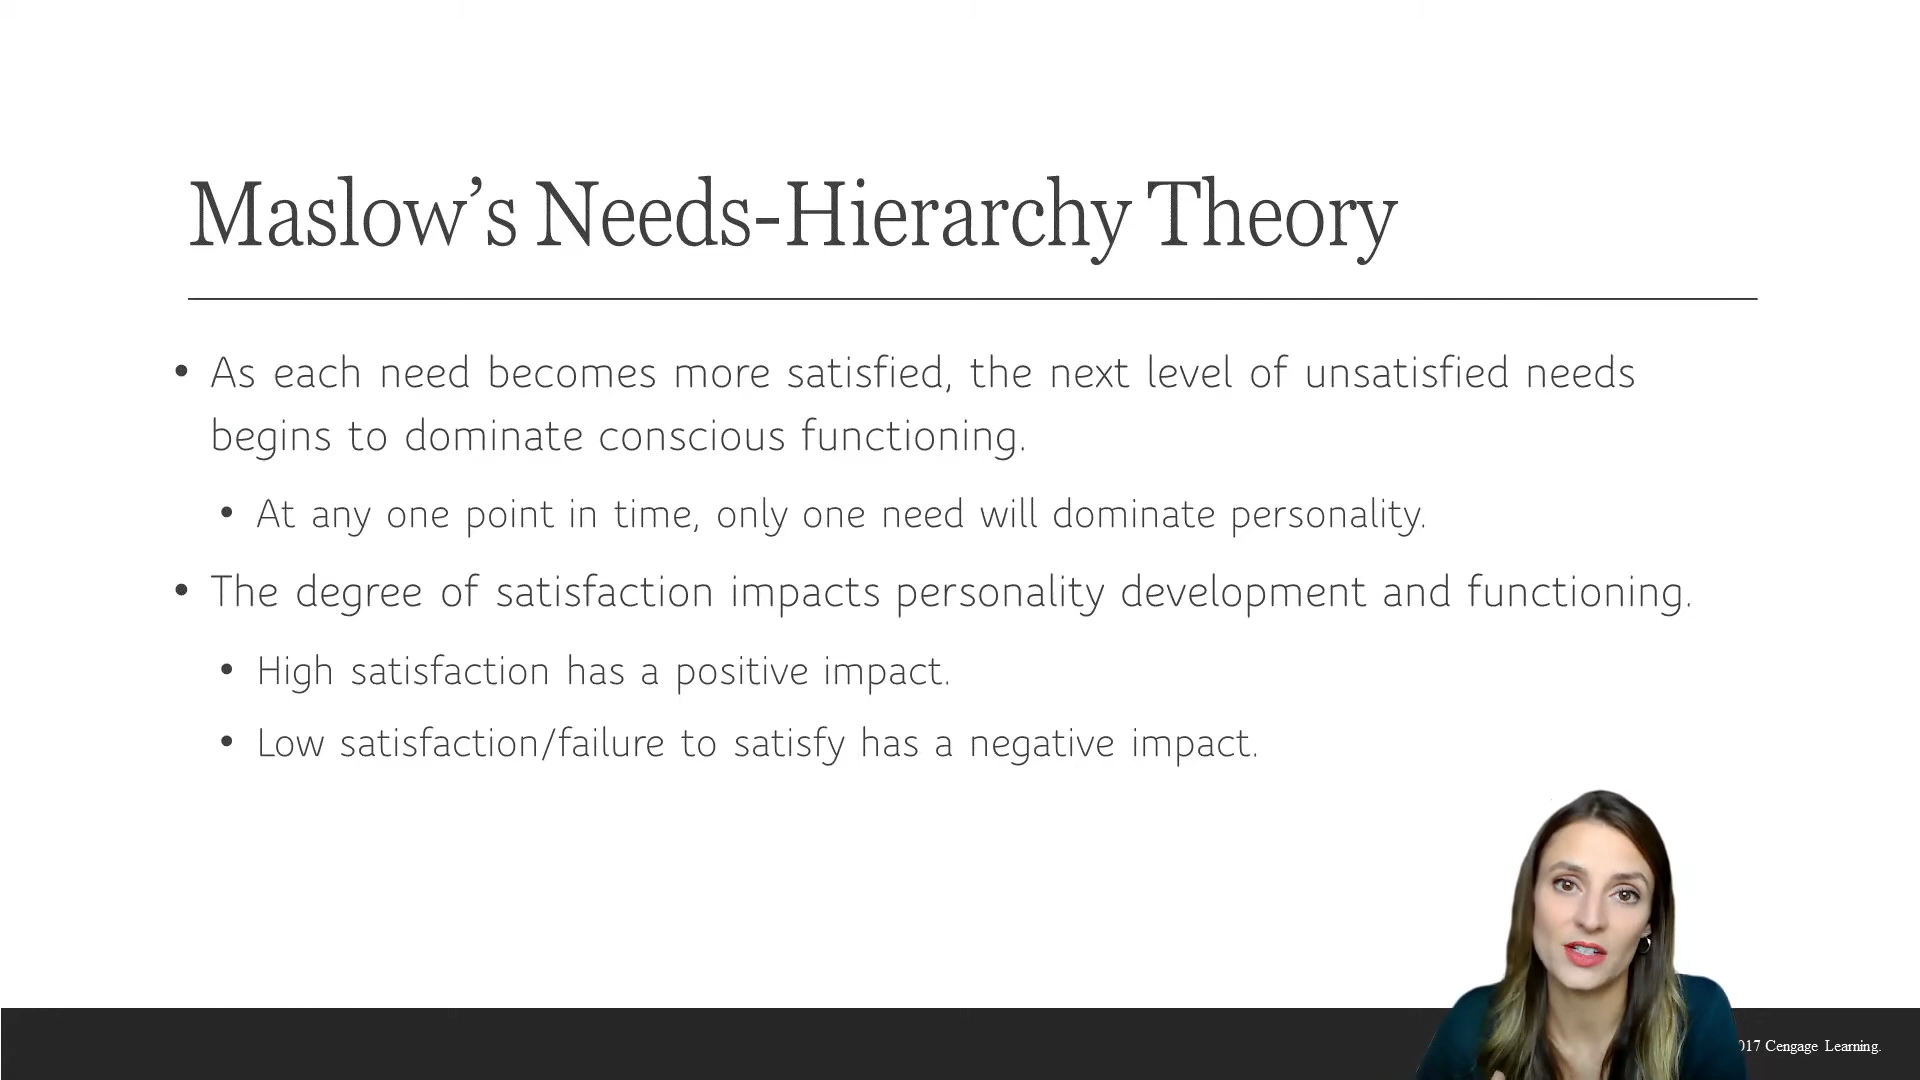 Maslow’s Needs-Hierarchy Theory
• As each need becomes more satisfied, the next level of unsatisfied needs
begins to dominate conscious functioning.
• At any one point in time, only one need will dominate personality.
• The degree of satisfaction impacts personality development and functioning.
• High satisfaction has a positive impact.
• Low satisfaction/failure to satisfy has a negative impact.
Cengage Learning.